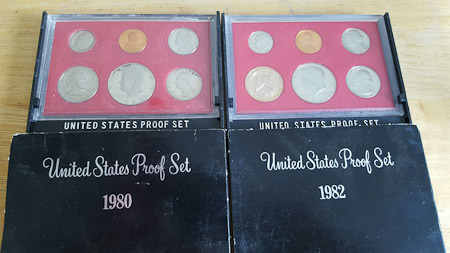 UNITED STATES PROOF SET
UNITED STATES PROOF SET
United States Proof Set
1980
United States Proof Set
1982